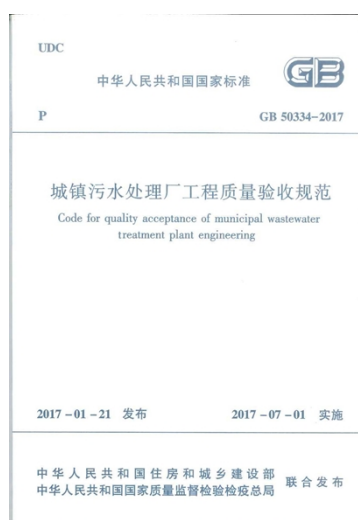 UDC
GB
中华人民共和国国家标准
P
GB 50334-2017
城镇污水处理厂工程质量验收规范
Code for quality acceptance of municipal wastewater
treatment plant engineering
2017-01-21 发布
2017-07-01 实施
中华人民共和国住房和城乡建设部
中华人民共和国国家质量监督检验检疫总局
联合发布